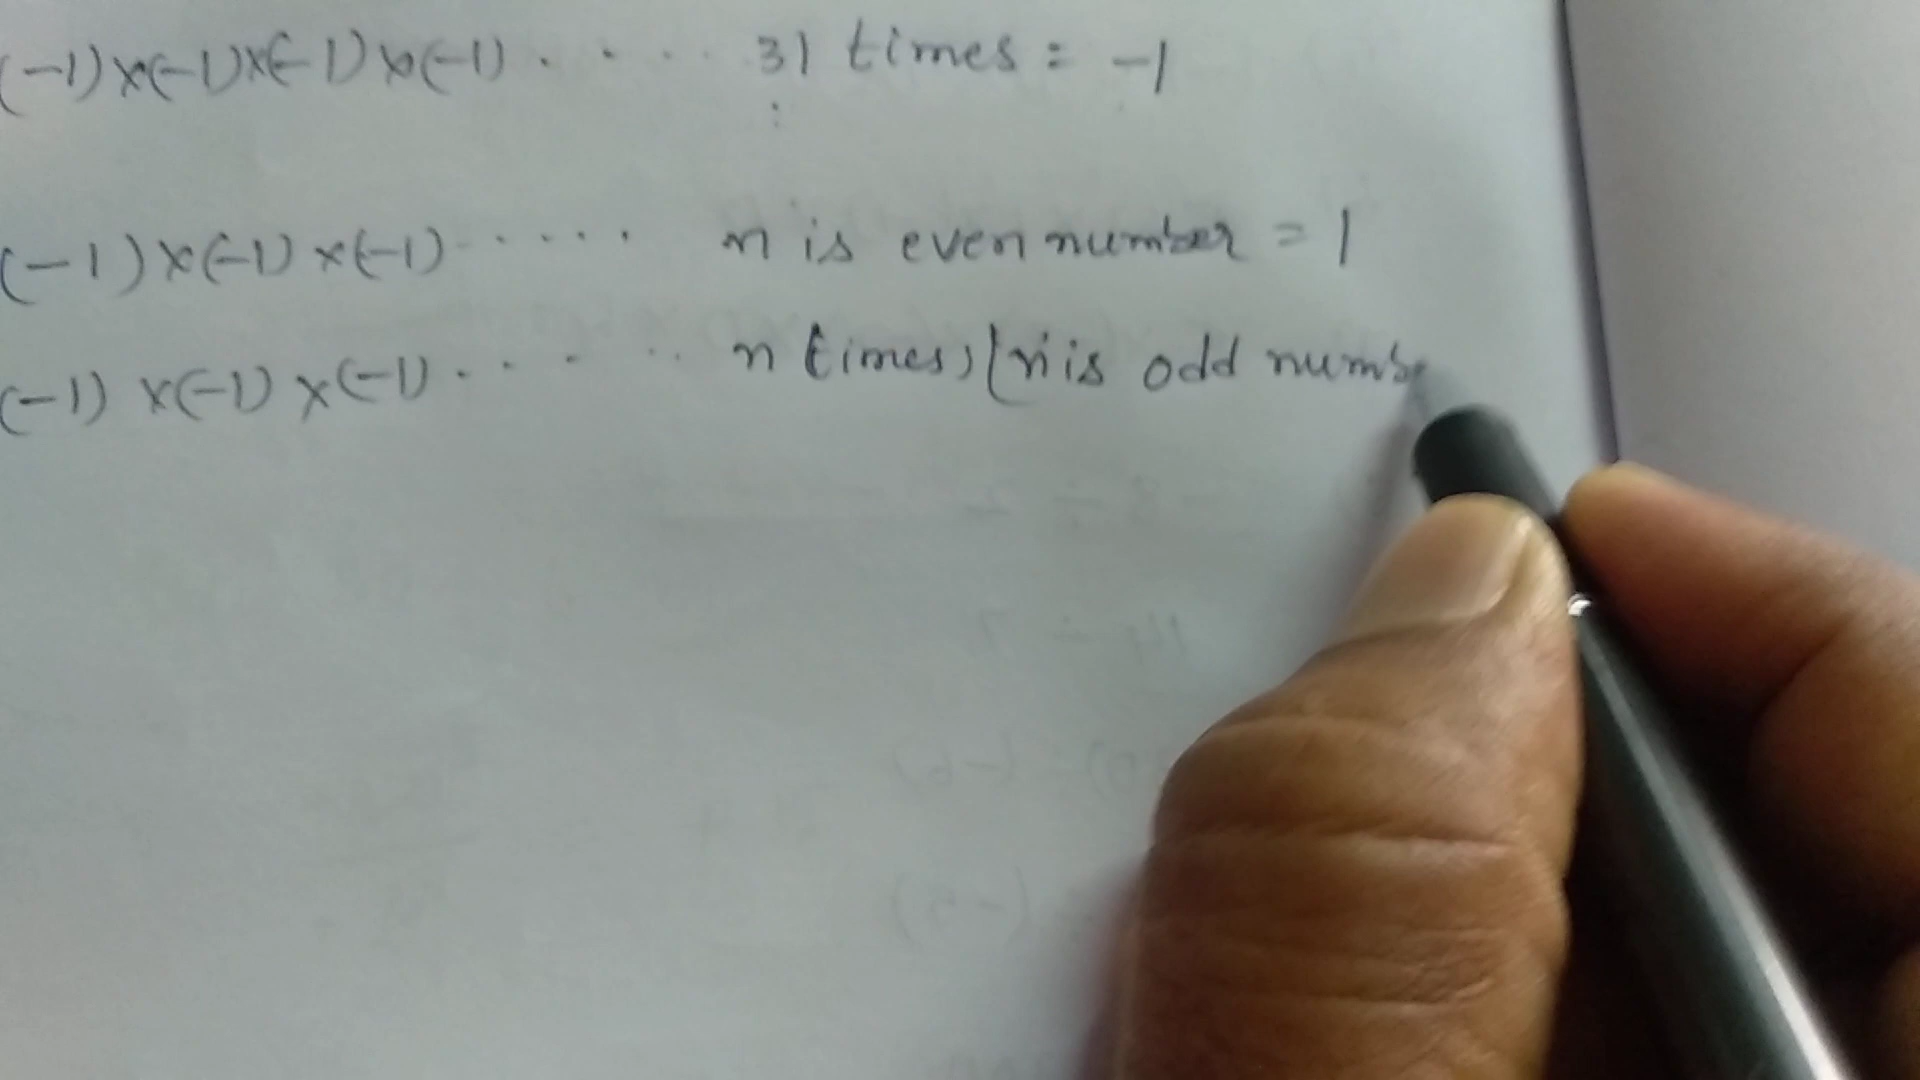 (-1)×(-1)×(-1)×(-1) . . . . . 31 times = -1
(-1)×(-1)×(-1) ..... n is even number = 1
(-1)×(-1)×(-1) ...... n times) (n is odd numbe